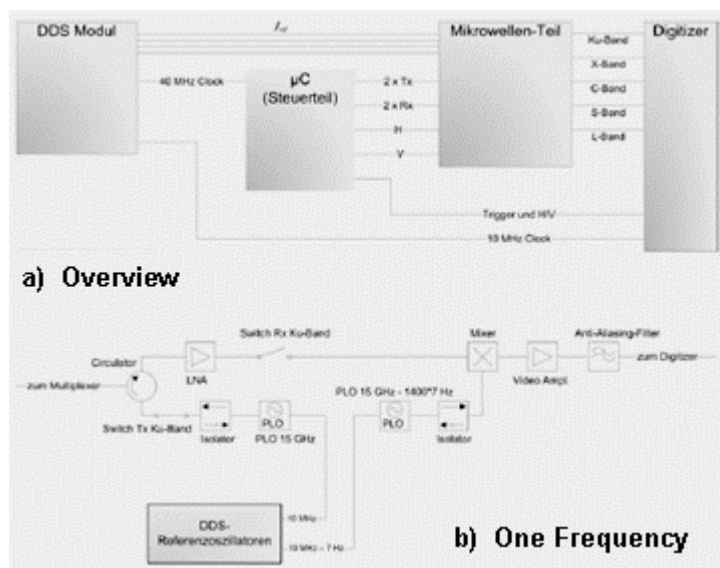 DDS Modul
f_ref
Mikrowellen-Teil
Ku-Band
Digitizer
X-Band
40 MHz Clock
µC
(Steuerteil)
2 x Tx
C-Band
2 x Rx
S-Band
H
L-Band
V
Trigger und H/V
10 MHz Clock
a) Overview
Switch Rx Ku-Band
Mixer
Anti-Aliasing-Filter
Circulator
zum Multiplexer
LNA
Video Ampl.
zum Digitizer
PLO 15 GHz - 1400*7 Hz
PLO
PLO
Switch Tx Ku-Band
Isolator
PLO 15 GHz
Isolator
10 MHz
DDS-
Referenzoszillatoren
10 MHz - 7 Hz
b) One Frequency